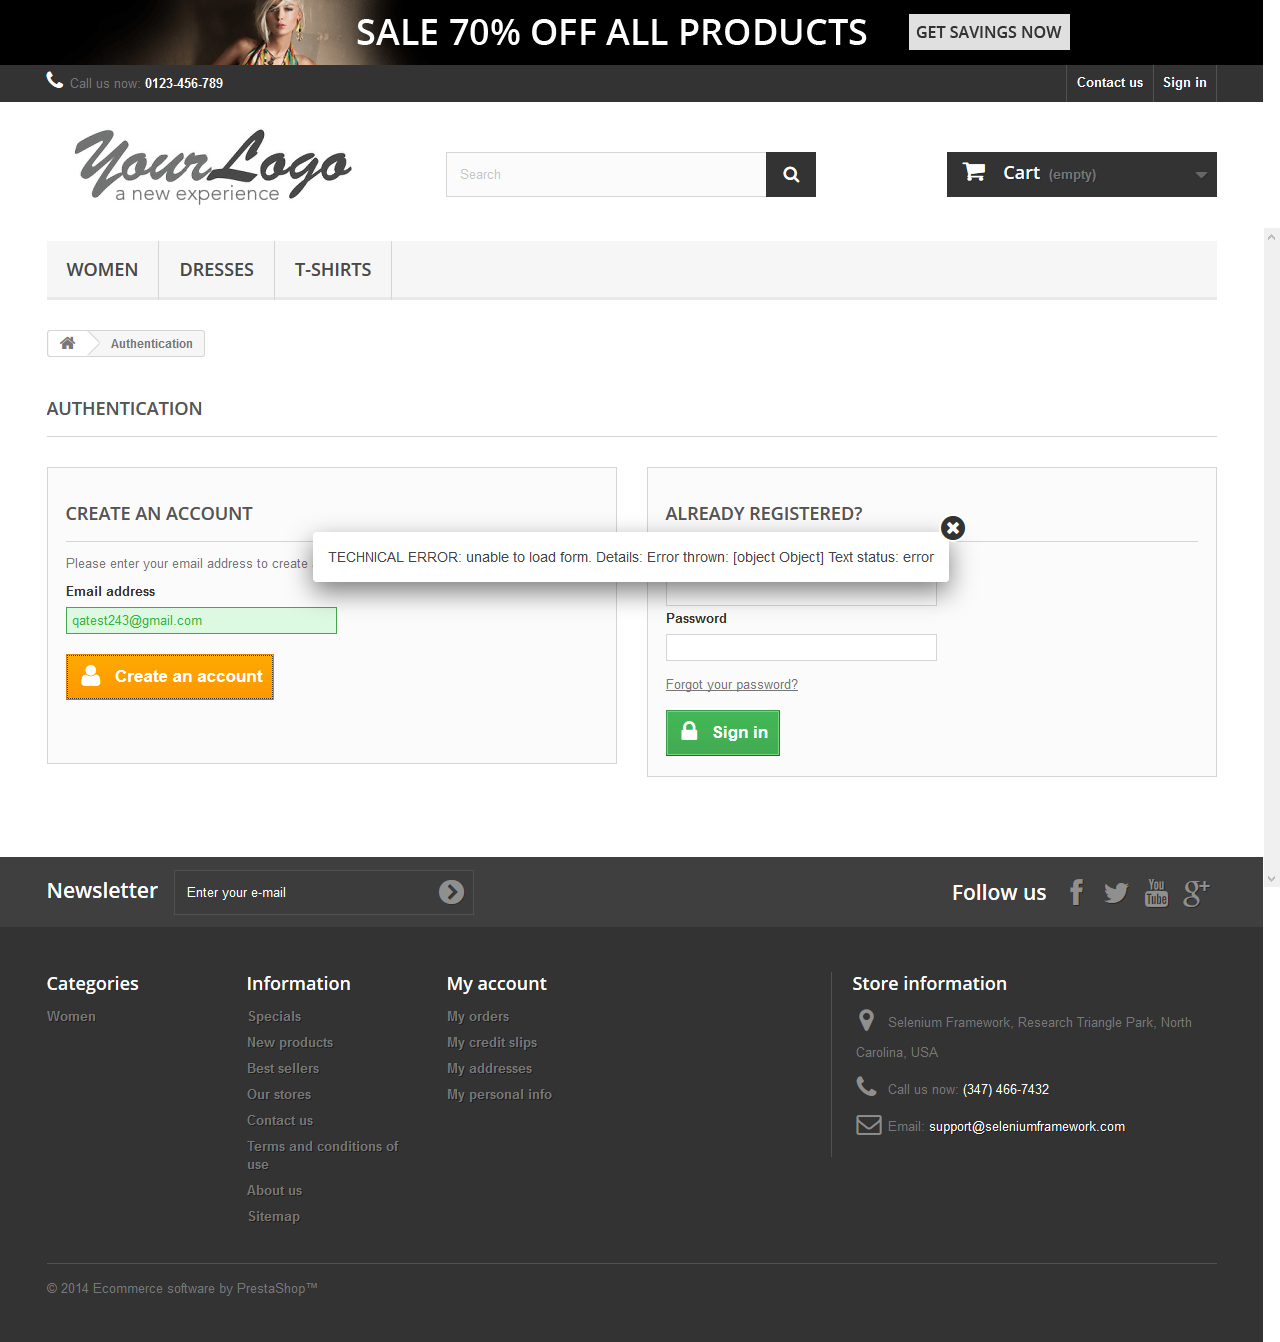 SALE 70% OFF ALL PRODUCTS
GET SAVINGS NOW
Call us now: 0123-456-789
Contact us
Sign in
YourLogo
a new experience
Search
Cart (empty)
WOMEN
DRESSES
T-SHIRTS
Authentication
AUTHENTICATION
CREATE AN ACCOUNT
Please enter your email address to create
Email address
qatest243@gmail.com
Create an account
ALREADY REGISTERED?
TECHNICAL ERROR: unable to load form. Details: Error thrown: [object Object] Text status: error
Password
Forgot your password?
Sign in
Newsletter
Enter your e-mail
Follow us
You
Tube
Categories
Women
Information
Specials
New products
Best sellers
Our stores
Contact us
Terms and conditions of
use
About us
Sitemap
My account
My orders
My credit slips
My addresses
My personal info
Store information
Selenium Framework, Research Triangle Park, North
Carolina, USA
Call us now: (347) 466-7432
Email: support@seleniumframework.com
© 2014 Ecommerce software by PrestaShop™